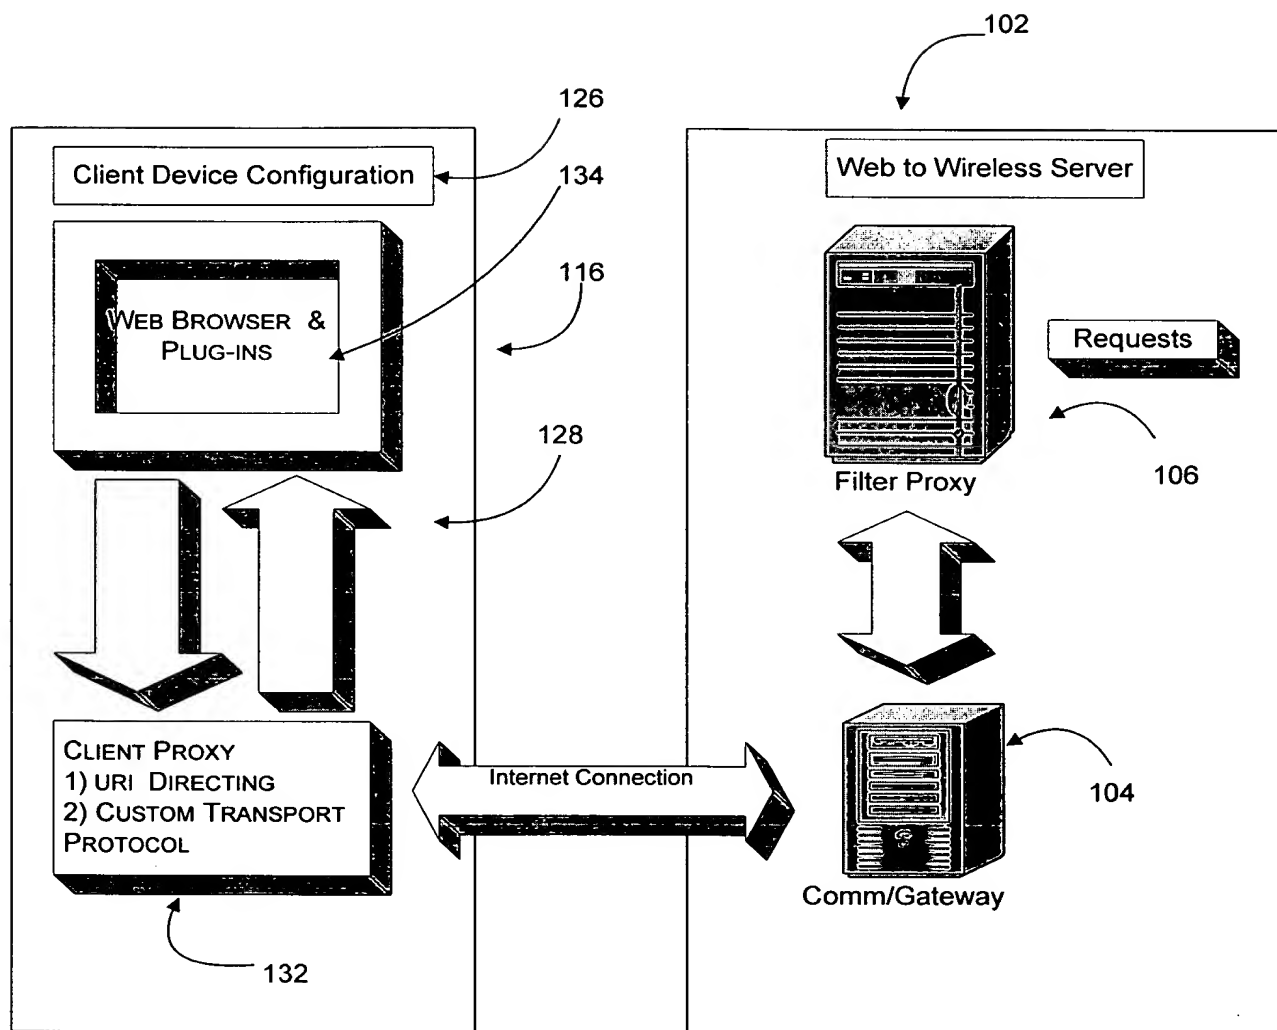 102
126
Client Device Configuration
134
Web to Wireless Server
116
WEB BROWSER &
PLUG-INS
Requests
128
Filter Proxy
106
CLIENT PROXY
1) URI DIRECTING
2) CUSTOM TRANSPORT
PROTOCOL
Internet Connection
104
Comm/Gateway
132